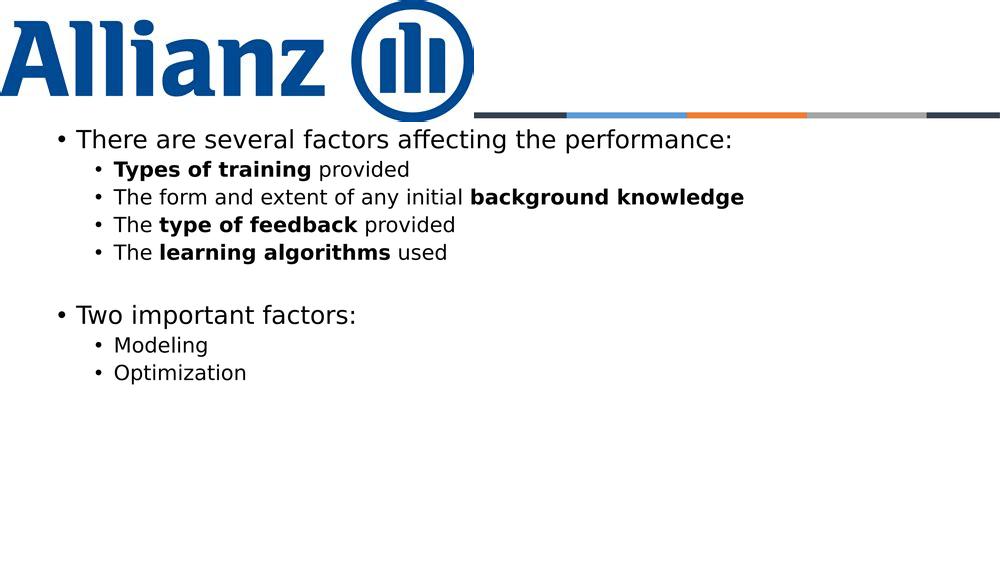 Allianz
• There are several factors affecting the performance:
• Types of training provided
• The form and extent of any initial background knowledge
• The type of feedback provided
• The learning algorithms used
• Two important factors:
• Modeling
• Optimization